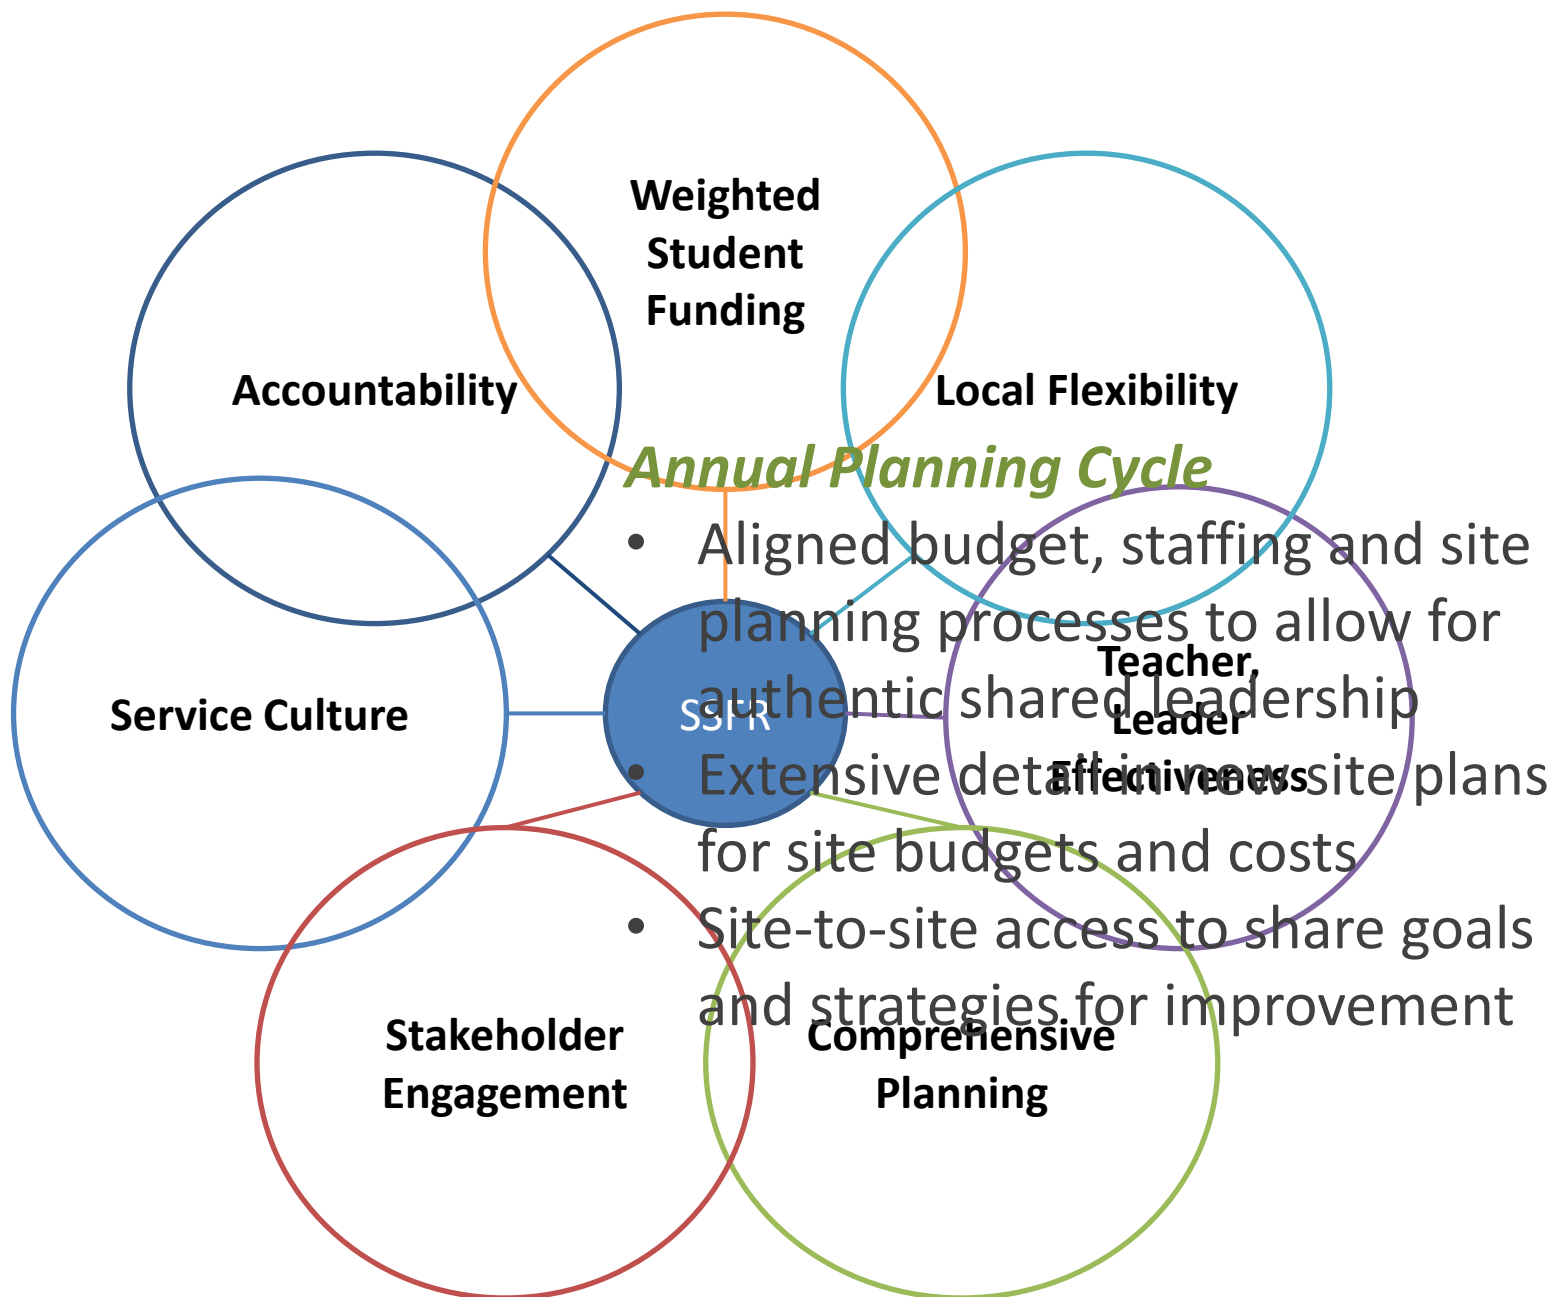 Weighted
Student
Funding
Accountability
Local Flexibility
Annual Planning Cycle
• Aligned budget, staffing and site
planning processes to allow for
authentic shared leadership
• Extensive detail in new site plans
for site budgets and costs
• Site-to-site access to share goals
and strategies for improvement
Teacher,
Leader
Effectiveness
Service Culture
SSFR
Stakeholder
Engagement
Comprehensive
Planning